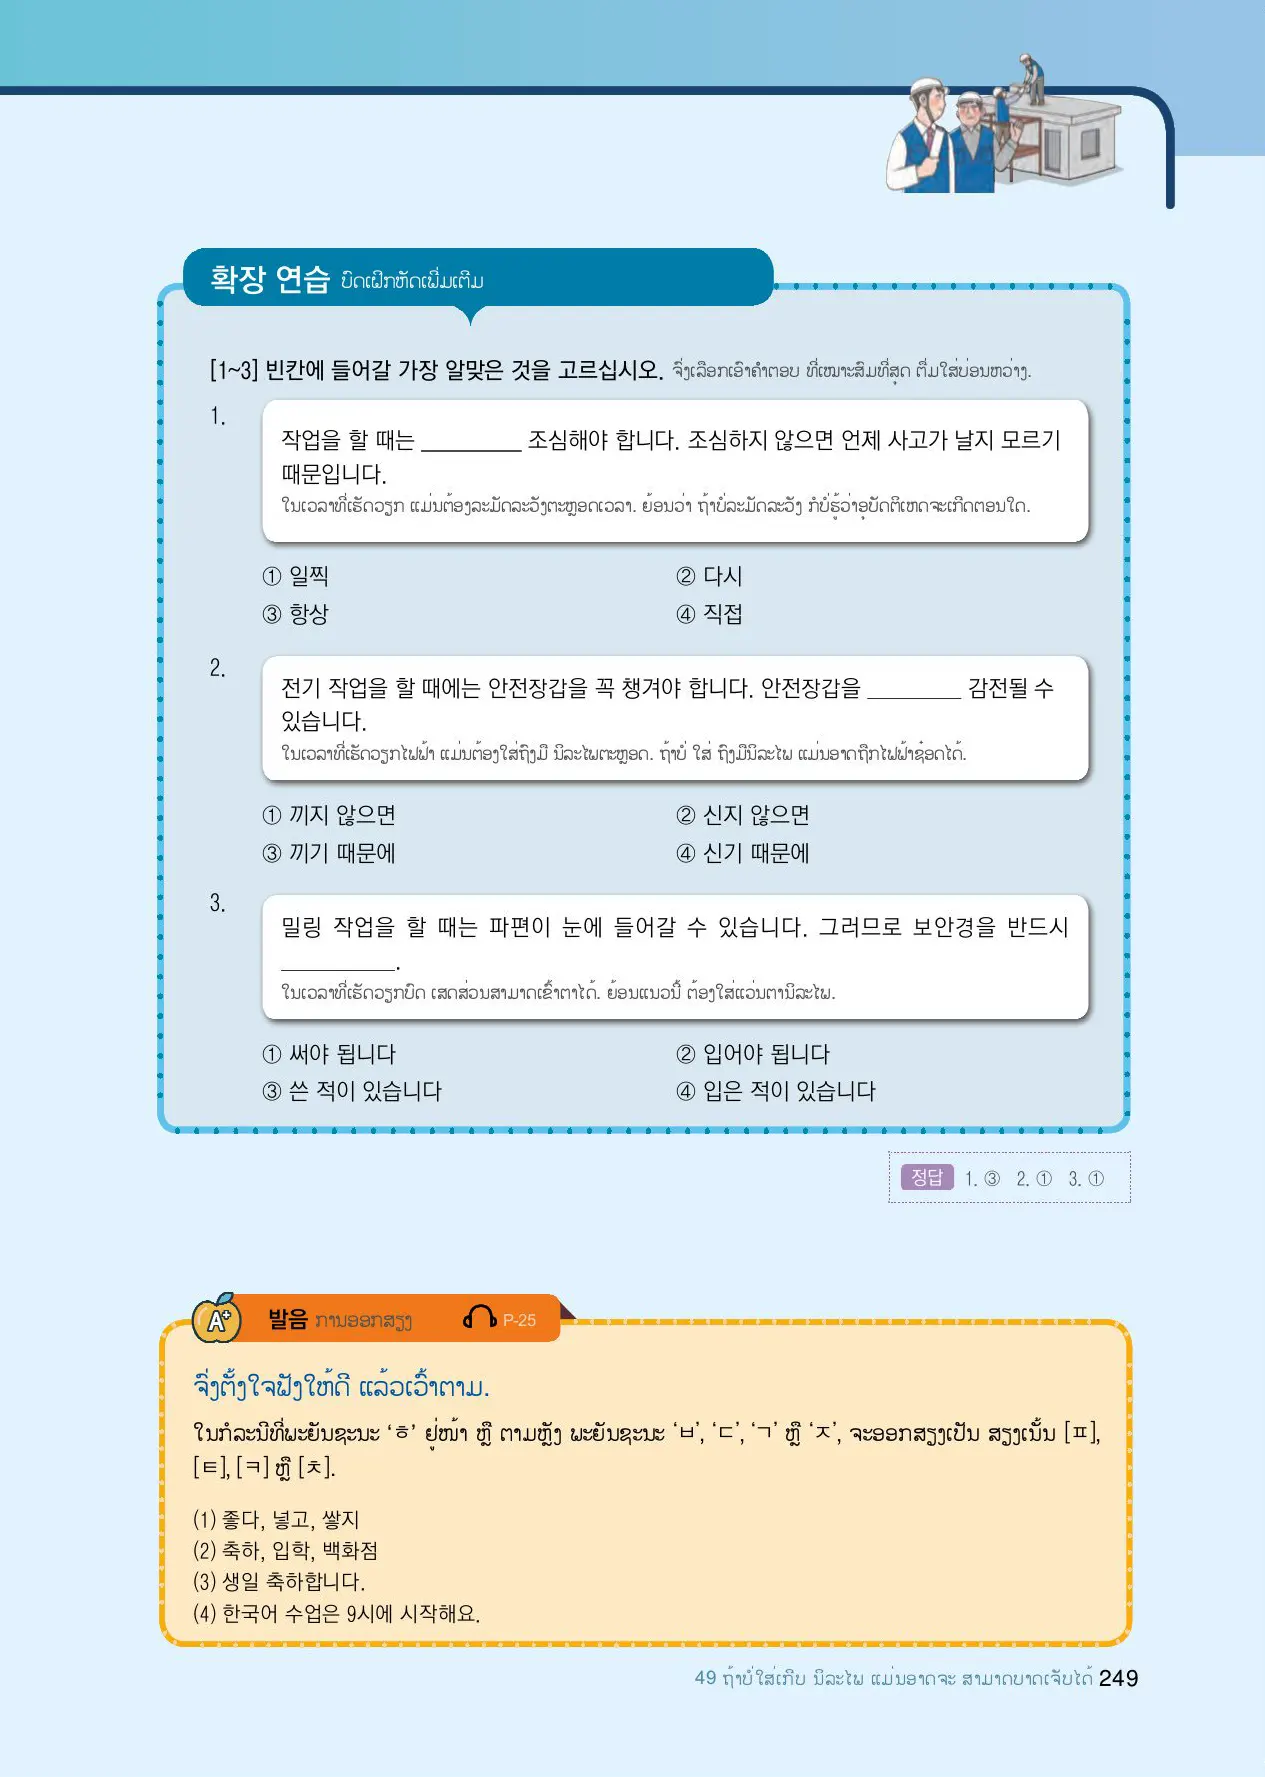 확장 연습 ບົດເຝິກຫັດເພີ່ມເຕີມ
[1~3] 빈칸에 들어갈 가장 알맞은 것을 고르십시오. ຈົ່ງເລືອກເອົາຄຳຕອບ ທີ່ເໝາະສົມທີ່ສຸດ ຕື່ມໃສ່ບ່ອນຫວ່າງ.
1.
작업을 할 때는 _________ 조심해야 합니다. 조심하지 않으면 언제 사고가 날지 모르기
때문입니다.
ໃນເວລາທີ່ເຮັດວຽກ ແມ່ນຕ້ອງລະມັດລະວັງຕະຫຼອດເວລາ. ຍ້ອນວ່າ ຖ້າບໍ່ລະມັດລະວັງ ກໍບໍ່ຮູ້ວ່າອຸບັດຕິເຫດຈະເກີດຕອນໃດ.
① 일찍 ② 다시
③ 항상 ④ 직접
2.
전기 작업을 할 때에는 안전장갑을 꼭 챙겨야 합니다. 안전장갑을 ________ 감전될 수
있습니다.
ໃນເວລາທີ່ເຮັດວຽກໄຟຟ້າ ແມ່ນຕ້ອງໃສ່ຖົງມື ນິລະໄພຕະຫຼອດ. ຖ້າບໍ່ ໃສ່ ຖົງມືນິລະໄພ ແມ່ນອາດຖືກໄຟຟ້າຊ໋ອດໄດ້.
① 끼지 않으면 ② 신지 않으면
③ 끼기 때문에 ④ 신기 때문에
3.
밀링 작업을 할 때는 파편이 눈에 들어갈 수 있습니다. 그러므로 보안경을 반드시
__________.
ໃນເວລາທີ່ເຮັດວຽກບົດ ເສດສ່ວນສາມາດເຂົ້າຕາໄດ້. ຍ້ອນແນວນີ້ ຕ້ອງໃສ່ແວ່ນຕານິລະໄພ.
① 써야 됩니다 ② 입어야 됩니다
③ 쓴 적이 있습니다 ④ 입은 적이 있습니다
정답 1. ③ 2. ① 3. ①
A+ 발음 ການອອກສຽງ P-25
ຈົ່ງຕັ້ງໃຈຟັງໃຫ້ດີ ແລ້ວເວົ້າຕາມ.
ໃນກໍລະນີທີ່ພະຍັນຊະນະ ‘ㅎ’ ຢູ່ໜ້າ ຫຼື ຕາມຫຼັງ ພະຍັນຊະນະ ‘ㅂ’, ‘ㄷ’, ‘ㄱ’ ຫຼື ‘ㅈ’, ຈະອອກສຽງເປັນ ສຽງເນັ້ນ [ㅍ],
[ㅌ], [ㅋ] ຫຼື [ㅊ].
(1) 좋다, 넣고, 쌓지
(2) 축하, 입학, 백화점
(3) 생일 축하합니다.
(4) 한국어 수업은 9시에 시작해요.
49 ຖ້າບໍ່ໃສ່ເກີບ ນິລະໄພ ແມ່ນອາດຈະ ສາມາດບາດເຈັບໄດ້ 249